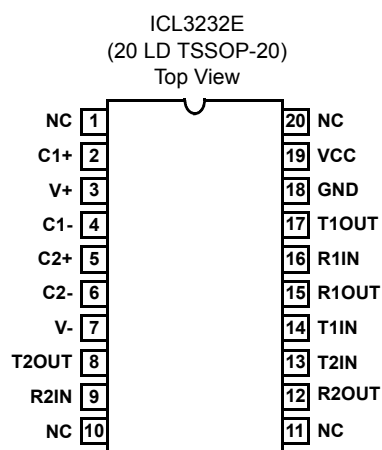 ICL3232E
(20 LD TSSOP-20)
Top View
NC 1 20 NC
C1+ 2 19 VCC
V+ 3 18 GND
C1- 4 17 T1OUT
C2+ 5 16 R1IN
C2- 6 15 R1OUT
V- 7 14 T1IN
T2OUT 8 13 T2IN
R2IN 9 12 R2OUT
NC 10 11 NC